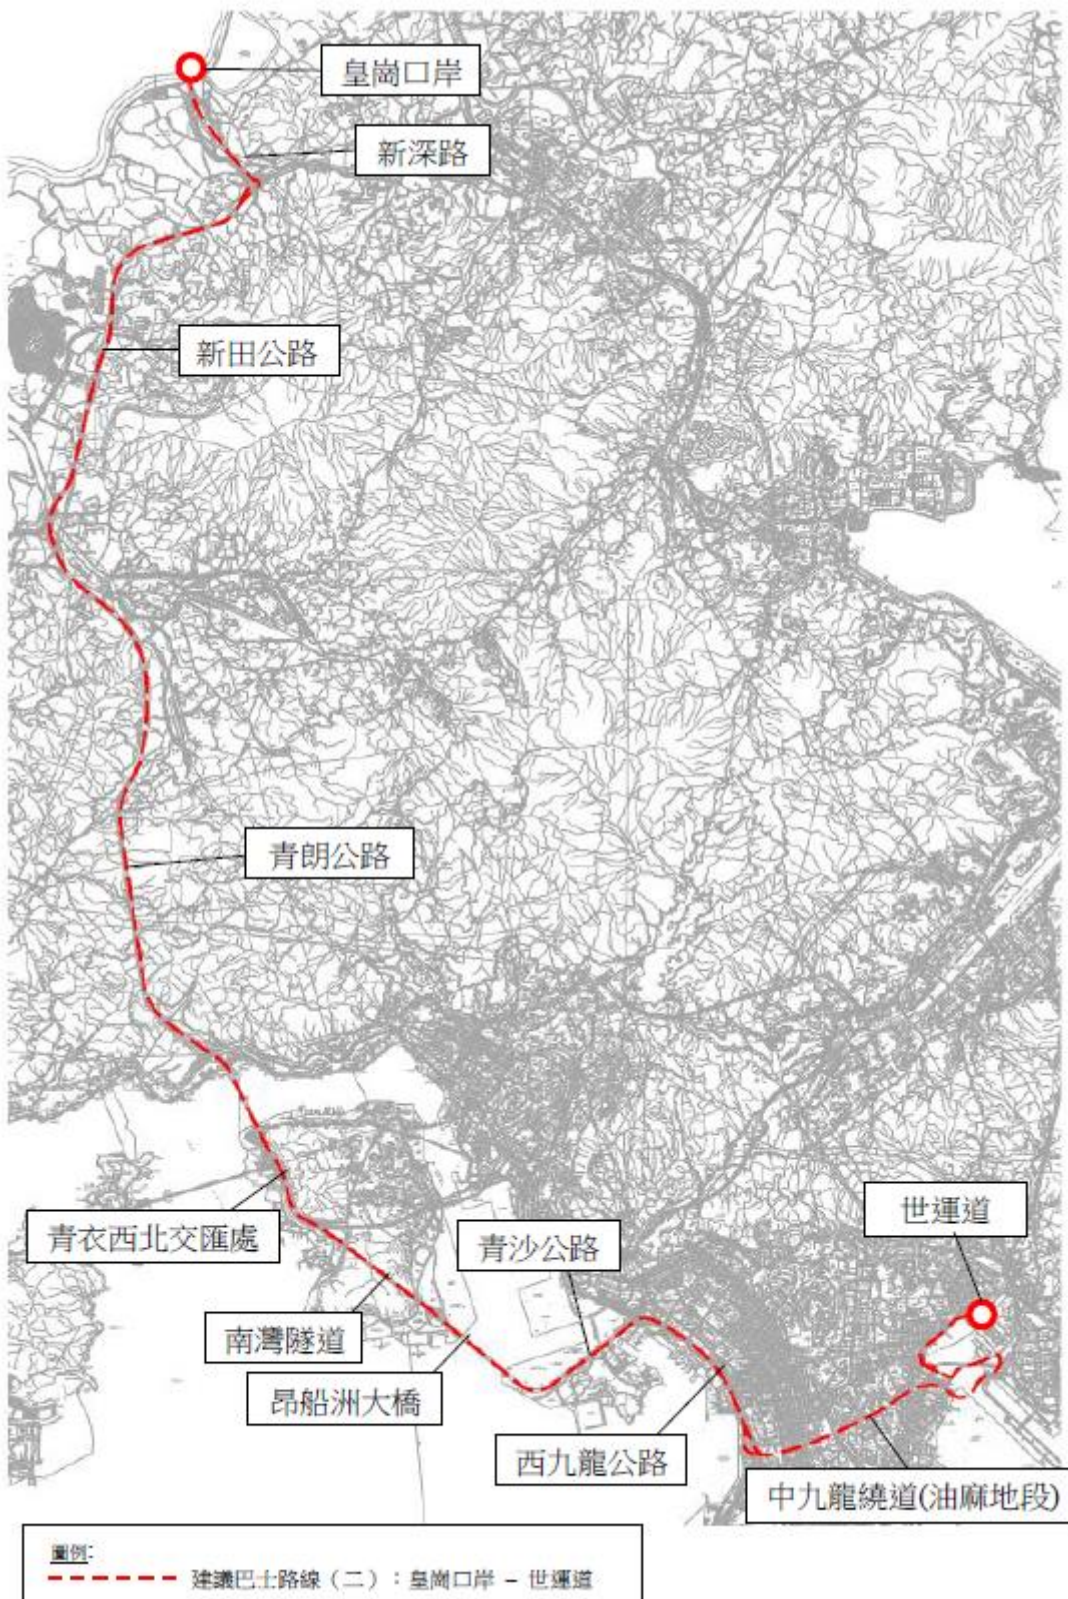 皇崗口岸
新深路
新田公路
青朗公路
世運道
青衣西北交匯處
青沙公路
南灣隧道
昂船洲大橋
西九龍公路
中九龍繞道(油麻地段)
圖例:
建議巴士路線（二）：皇崗口岸 – 世運道